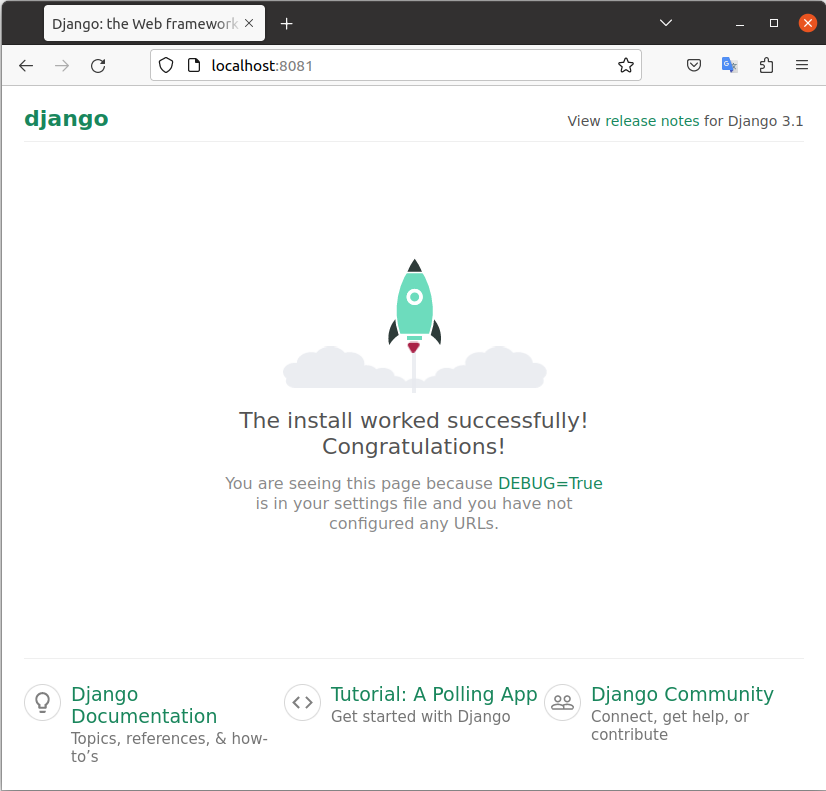 Django: the Web framework
localhost:8081
django
View release notes for Django 3.1
The install worked successfully!
Congratulations!
You are seeing this page because DEBUG=True
is in your settings file and you have not
configured any URLs.
Django
Documentation
Topics, references, & how-
to’s
Tutorial: A Polling App
Get started with Django
Django Community
Connect, get help, or
contribute